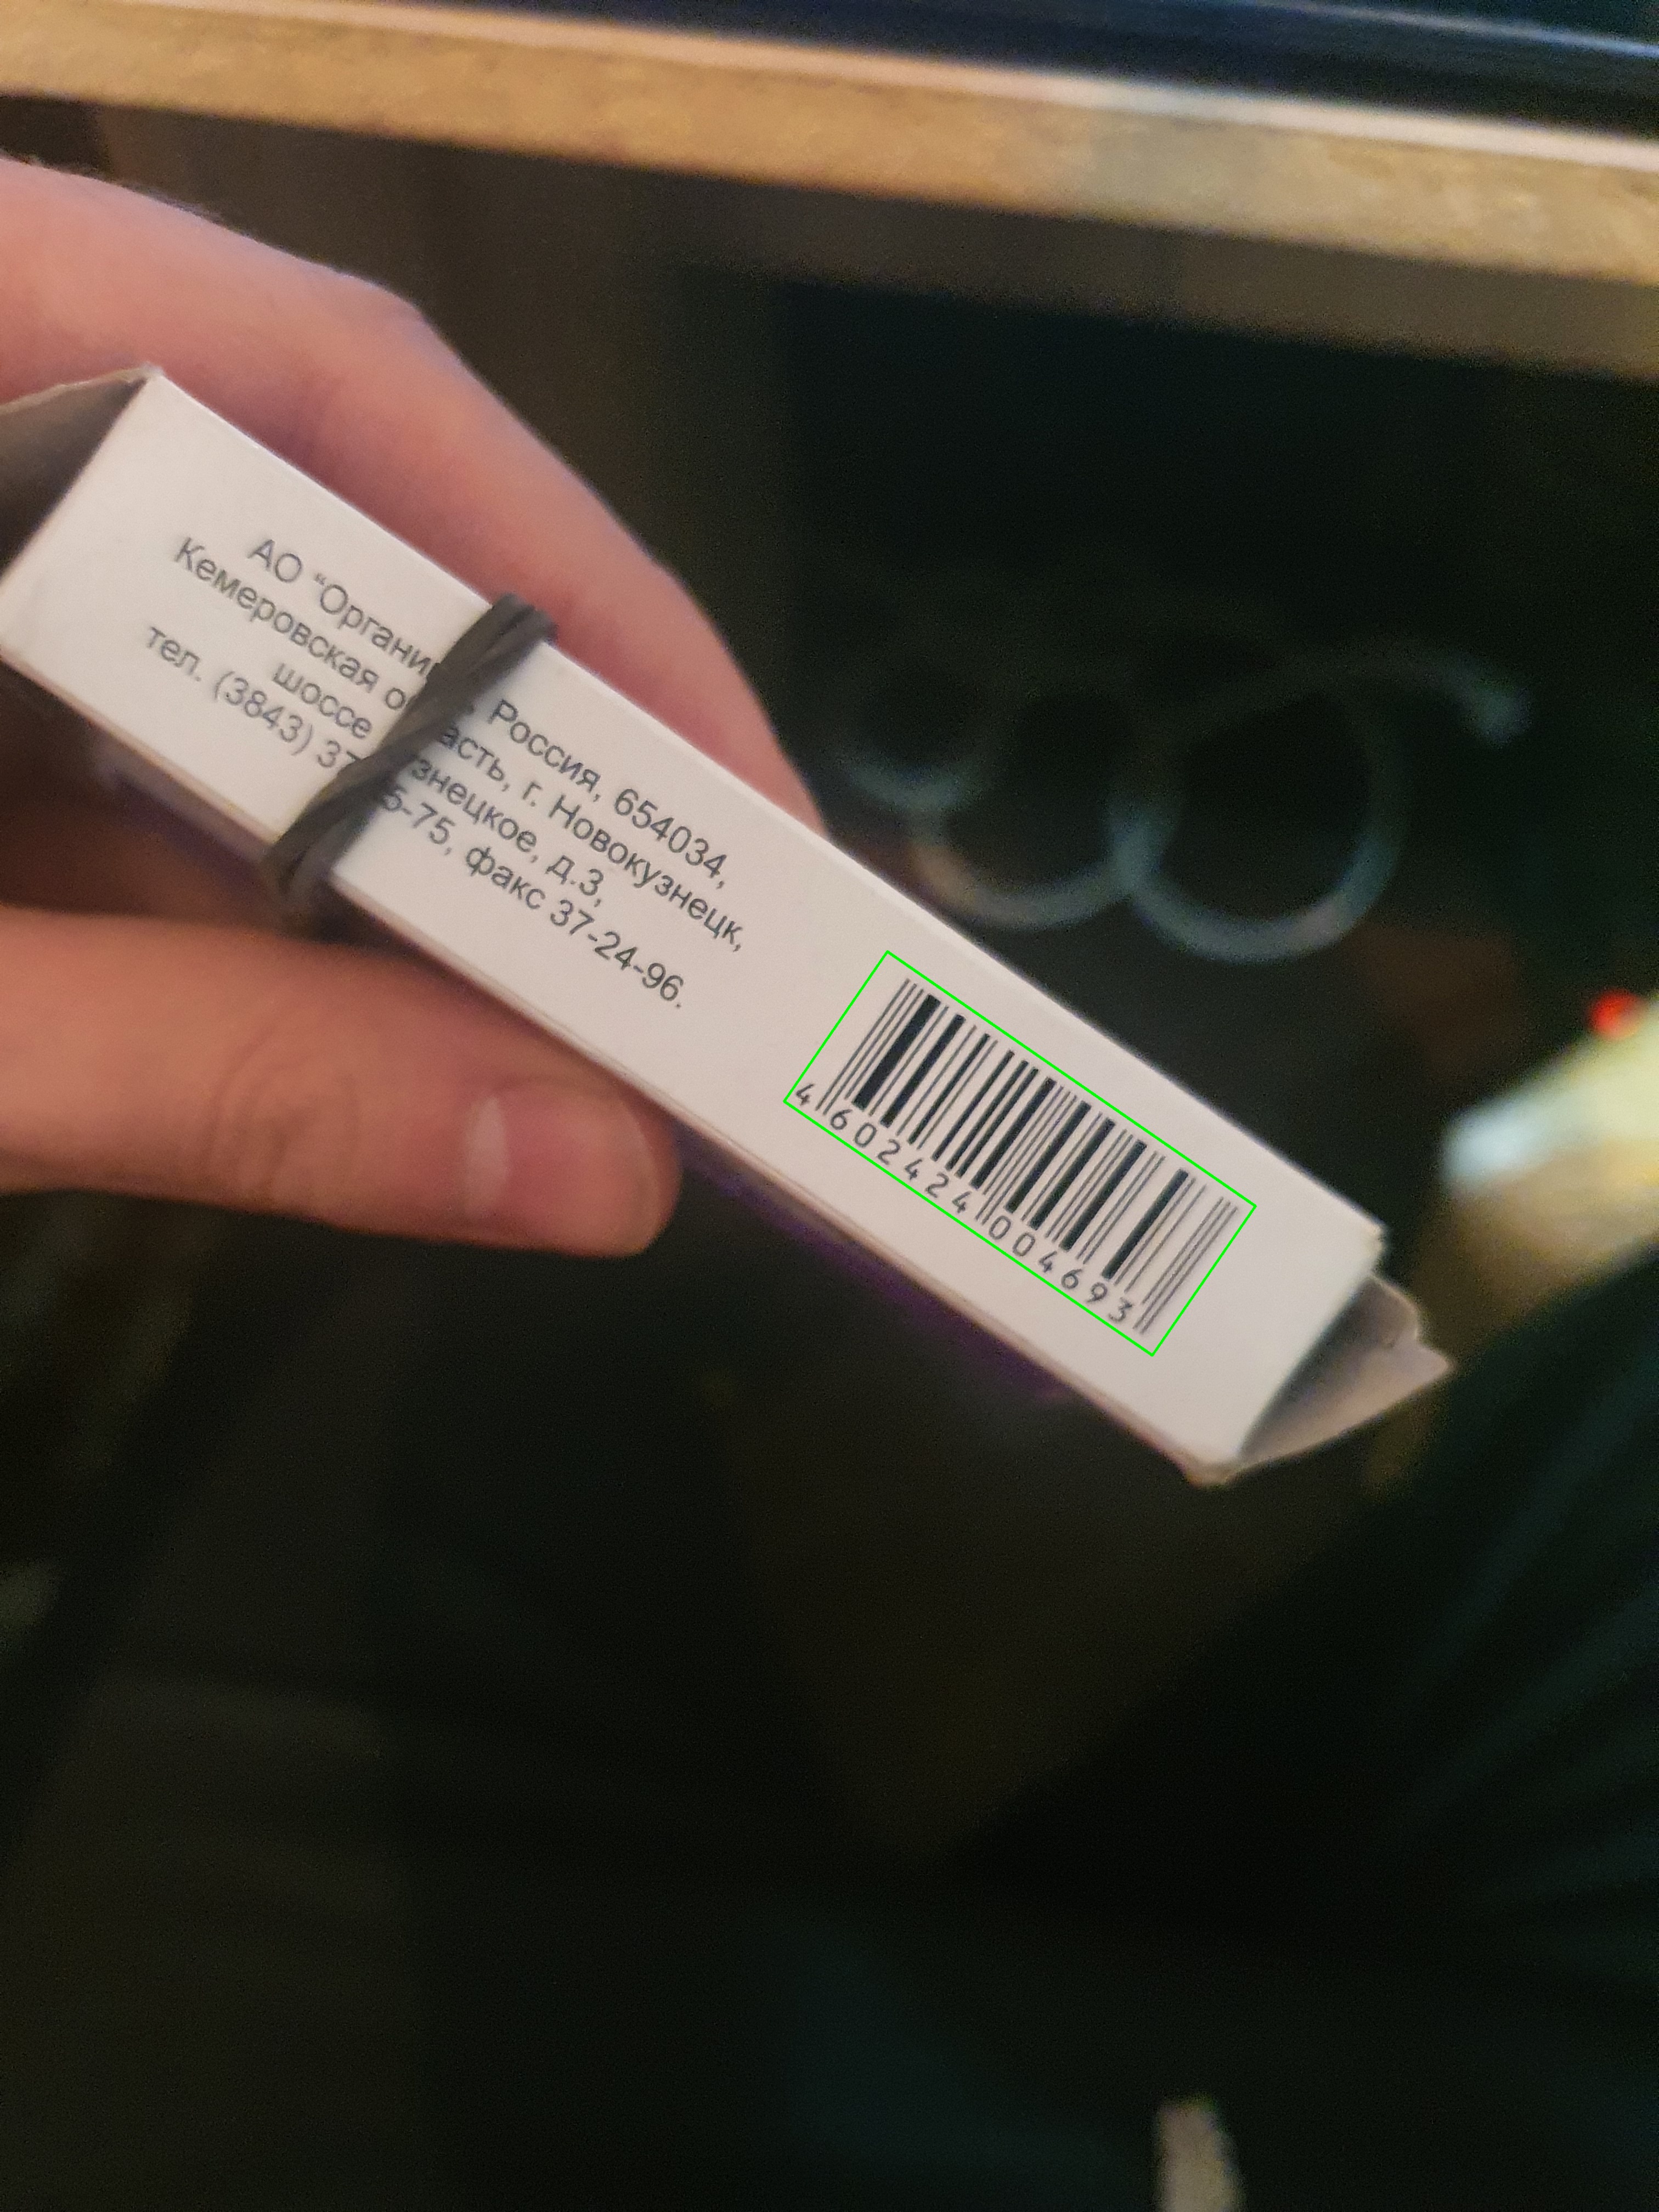 АО “Органи , Россия, 654034,
Кемеровская о асть, г. Новокузнецк,
шоссе знецкое, д.3,
тел. (3843) 37 5-75, факс 37-24-96.
4 602424 004693